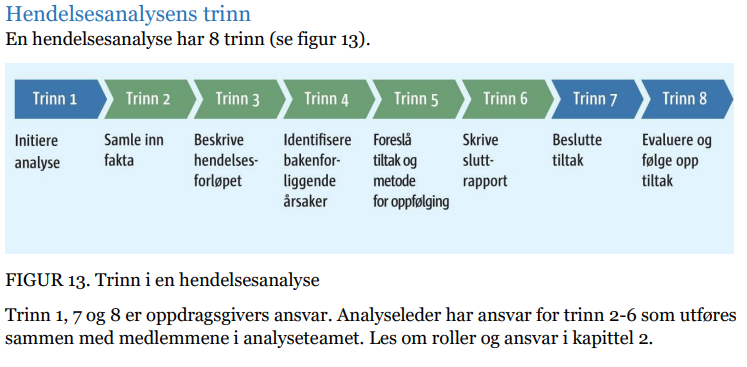 Hendelsesanalysens trinn
En hendelsesanalyse har 8 trinn (se figur 13).
Trinn 1
Trinn 2
Trinn 3
Trinn 4
Trinn 5
Trinn 6
Trinn 7
Trinn 8
Initiere
analyse
Samle inn
fakta
Beskrive
hendelses-
forløpet
Identifisere
bakenfor-
liggende
årsaker
Foreslå
tiltak og
metode
for oppfølging
Skrive
slutt-
rapport
Beslutte
tiltak
Evaluere og
følge opp
tiltak
FIGUR 13. Trinn i en hendelsesanalyse
Trinn 1, 7 og 8 er oppdragsgivers ansvar. Analyseleder har ansvar for trinn 2-6 som utføres
sammen med medlemmene i analyseteamet. Les om roller og ansvar i kapittel 2.